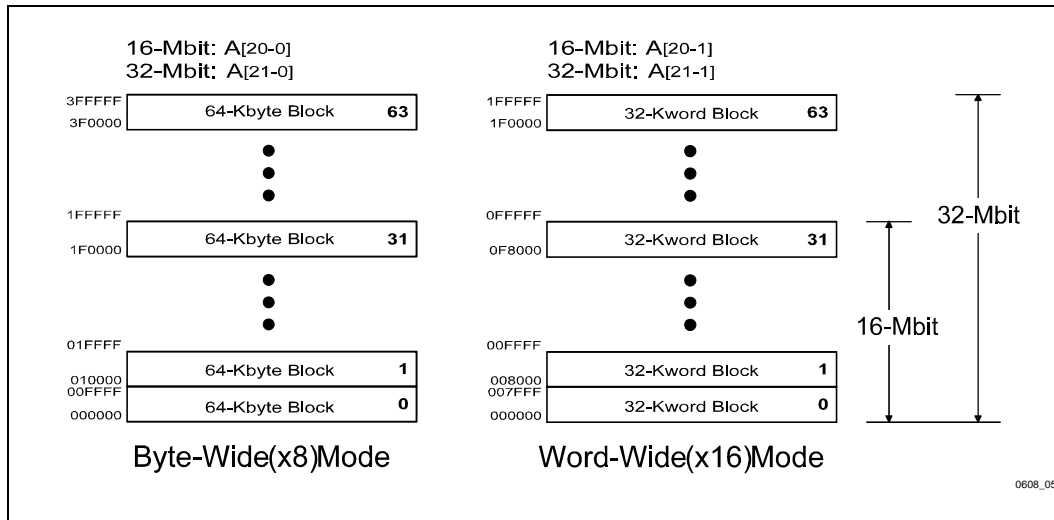 16-Mbit: A[20-0]
32-Mbit: A[21-0]
3FFFFF
3F0000
64-Kbyte Block 63
1FFFFF
1F0000
64-Kbyte Block 31
01FFFF
010000
64-Kbyte Block 1
00FFFF
000000
64-Kbyte Block 0
Byte-Wide(x8)Mode
16-Mbit: A[20-1]
32-Mbit: A[21-1]
1FFFFF
1F0000
32-Kword Block 63
0FFFFF
0F8000
32-Kword Block 31
00FFFF
008000
32-Kword Block 1
007FFF
000000
32-Kword Block 0
Word-Wide(x16)Mode
16-Mbit
32-Mbit
0608_05